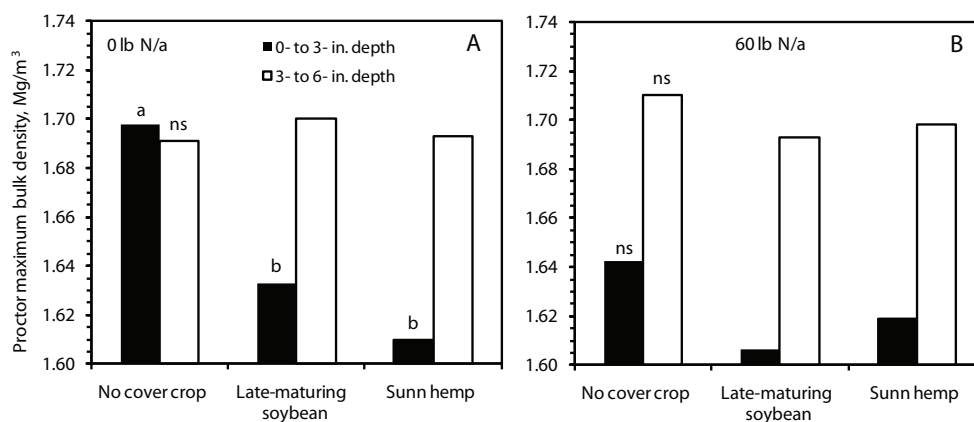 Proctor maximum bulk density, Mg/m³
1.74
1.72
1.70
1.68
1.66
1.64
1.62
1.60
0 lb N/a
A
0- to 3- in. depth
3- to 6- in. depth
a
ns
b
b
No cover crop
Late-maturing
soybean
Sunn hemp
1.74
1.72
1.70
1.68
1.66
1.64
1.62
1.60
60 lb N/a
B
ns
ns
No cover crop
Late-maturing
soybean
Sunn hemp